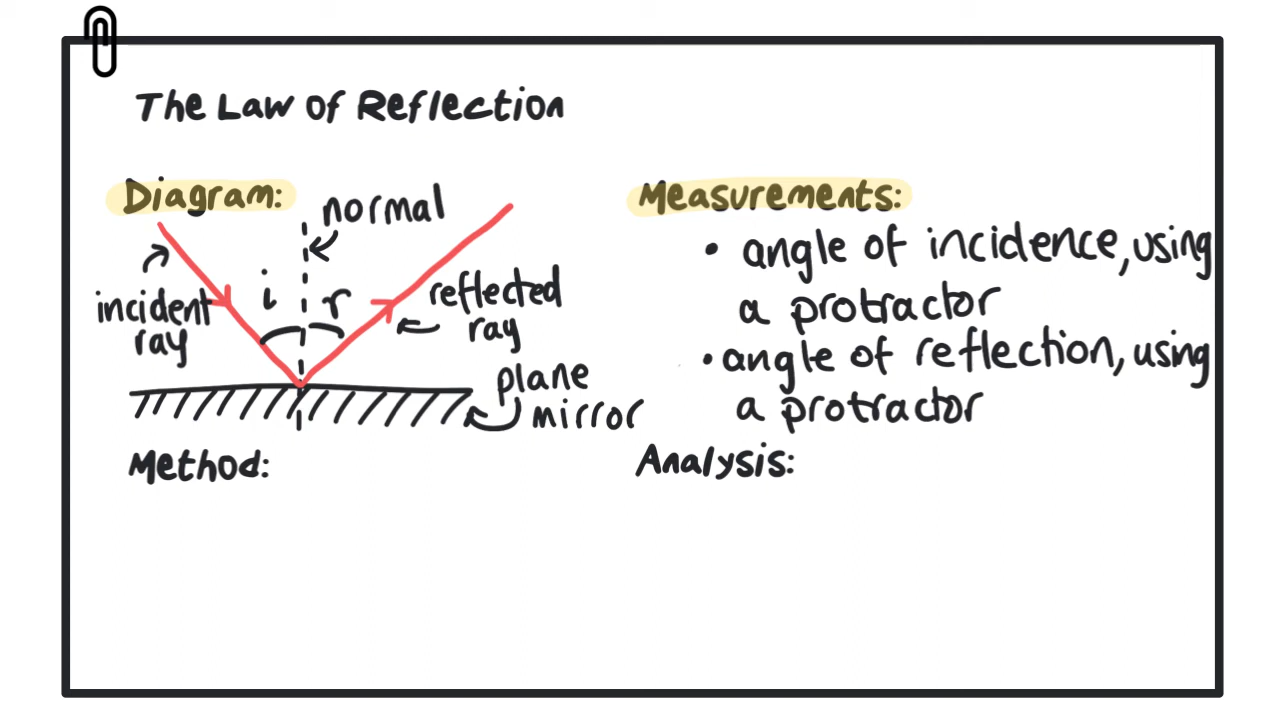 The Law of Reflection
Diagram:
normal
incident
ray
i
r
reflected
ray
plane
mirror
Measurements:
• angle of incidence, using
a protractor
• angle of reflection, using
a protractor
Method:
Analysis: